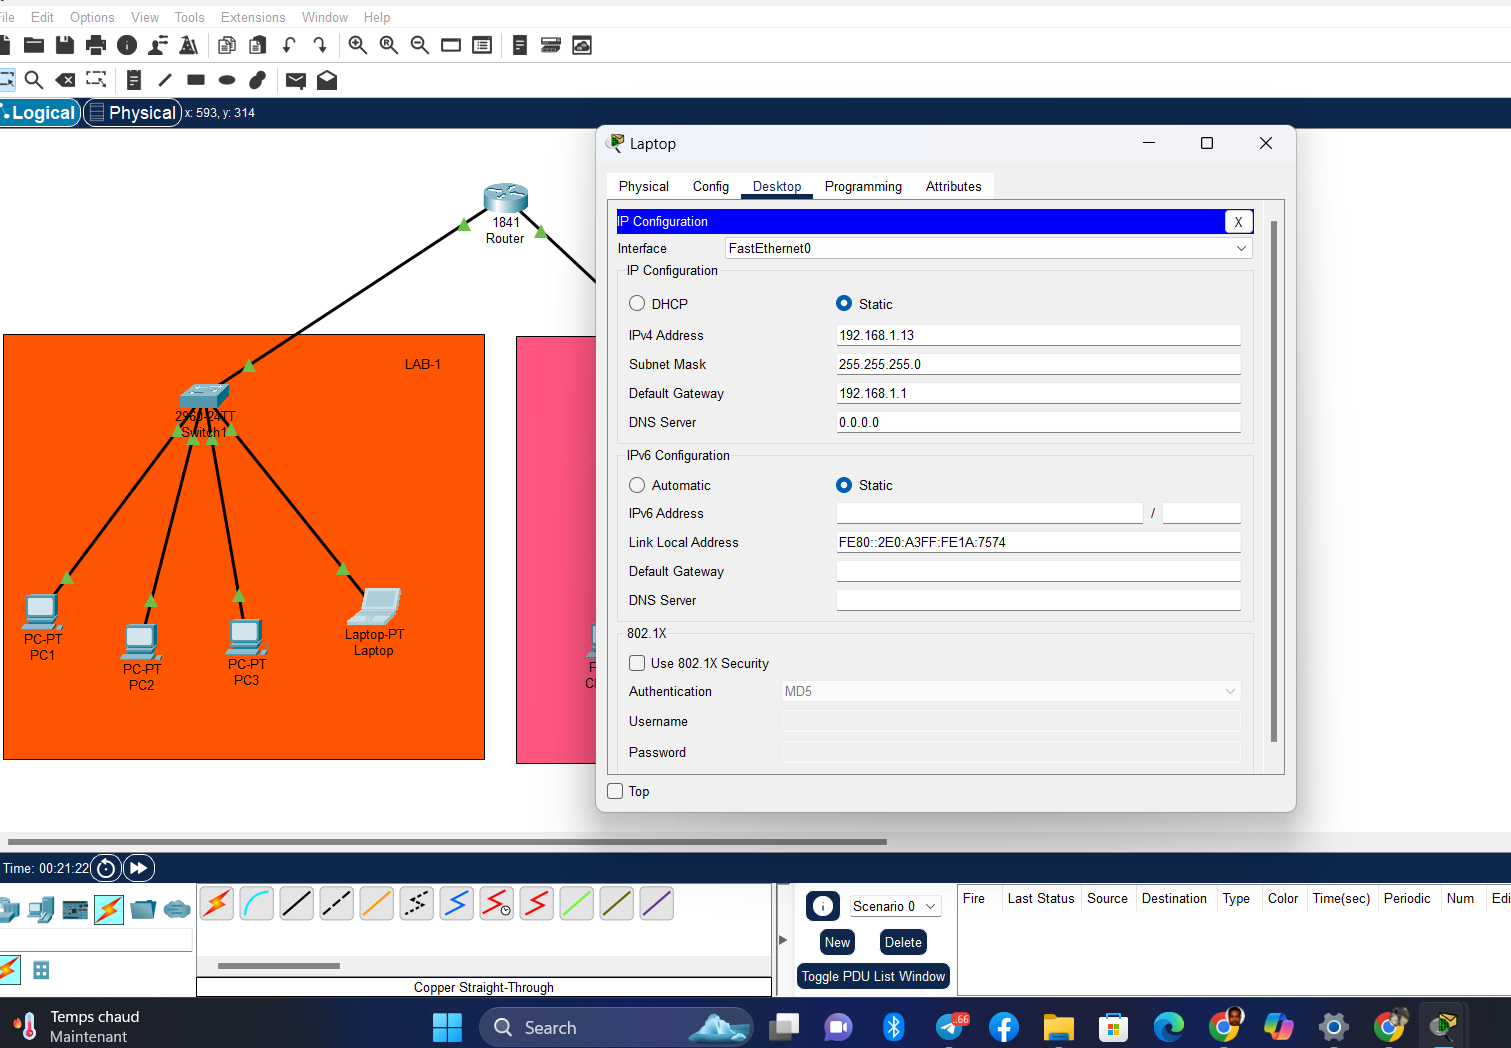 File Edit Options View Tools Extensions Window Help
Logical Physical x: 593, y: 314
1841
Router
LAB-1
2960-24TT
Switch1
PC-PT
PC1
PC-PT
PC2
PC-PT
PC3
Laptop-PT
Laptop
Laptop
Physical Config Desktop Programming Attributes
IP Configuration X
Interface FastEthernet0
IP Configuration
DHCP Static
IPv4 Address 192.168.1.13
Subnet Mask 255.255.255.0
Default Gateway 192.168.1.1
DNS Server 0.0.0.0
IPv6 Configuration
Automatic Static
IPv6 Address /
Link Local Address FE80::2E0:A3FF:FE1A:7574
Default Gateway
DNS Server
802.1X
Use 802.1X Security
Authentication MD5
Username
Password
Top
Time: 00:21:22
Scenario 0
New Delete
Toggle PDU List Window
Fire Last Status Source Destination Type Color Time(sec) Periodic Num Edi
Copper Straight-Through
Temps chaud
Maintenant
Search
.66